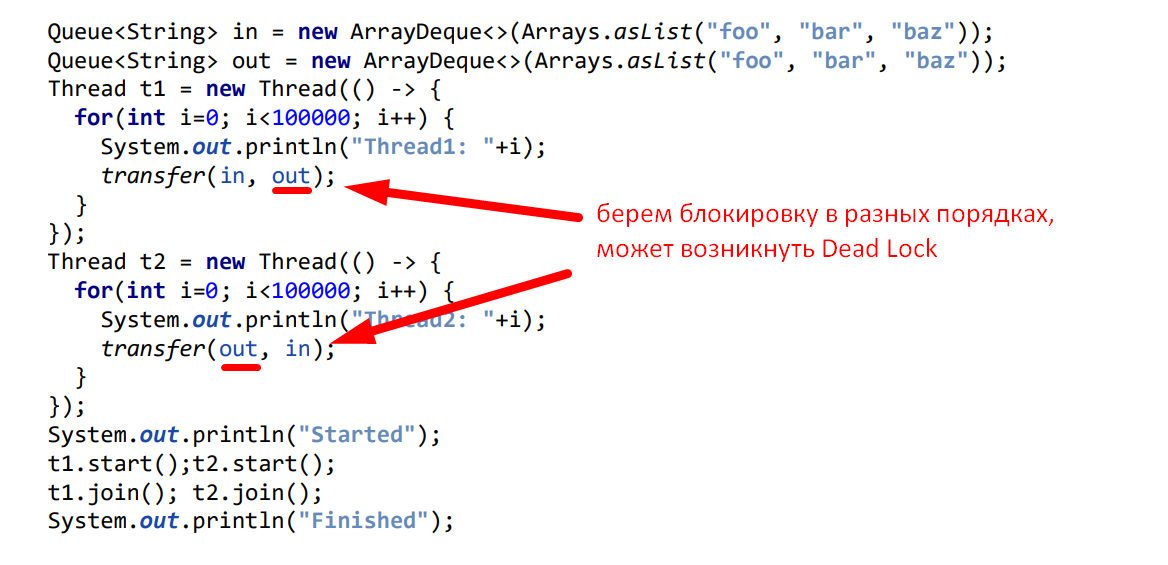 Queue<String> in = new ArrayDeque<>(Arrays.asList("foo", "bar", "baz"));
Queue<String> out = new ArrayDeque<>(Arrays.asList("foo", "bar", "baz"));
Thread t1 = new Thread(() -> {
  for(int i=0; i<100000; i++) {
    System.out.println("Thread1: "+i);
    transfer(in, out);
  }
});
берем блокировку в разных порядках,
может возникнуть Dead Lock
Thread t2 = new Thread(() -> {
  for(int i=0; i<100000; i++) {
    System.out.println("Thread2: "+i);
    transfer(out, in);
  }
});
System.out.println("Started");
t1.start();t2.start();
t1.join(); t2.join();
System.out.println("Finished");